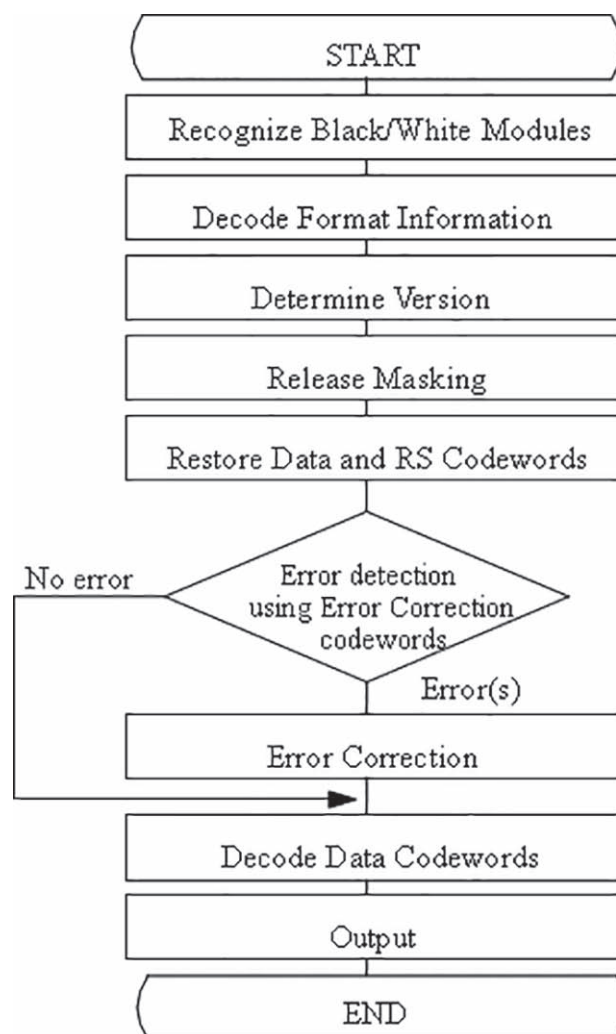 START
Recognize Black/White Modules
Decode Format Information
Determine Version
Release Masking
Restore Data and RS Codewords
No error
Error detection
using Error Correction
codewords.
Error(s)
Error Correction
Decode Data Codewords
Output
END